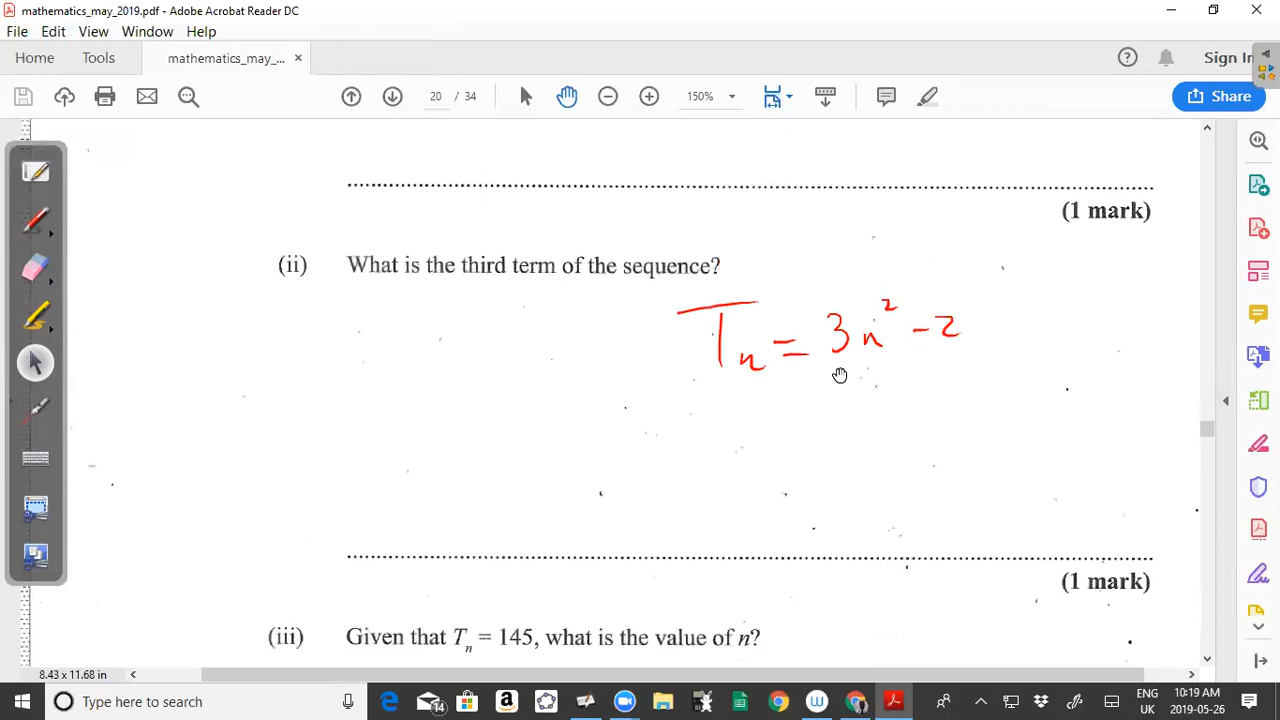 mathematics_may_2019.pdf - Adobe Acrobat Reader DC
File Edit View Window Help
Home Tools mathematics_may_... × Sign In
20 / 34 150% Share
(1 mark)
(ii) What is the third term of the sequence?
Tn = 3n² - 2
(1 mark)
(iii) Given that Tn = 145, what is the value of n?
8.43 x 11.68 in
Type here to search 14 ENG 10:19 AM
UK 2019-05-26